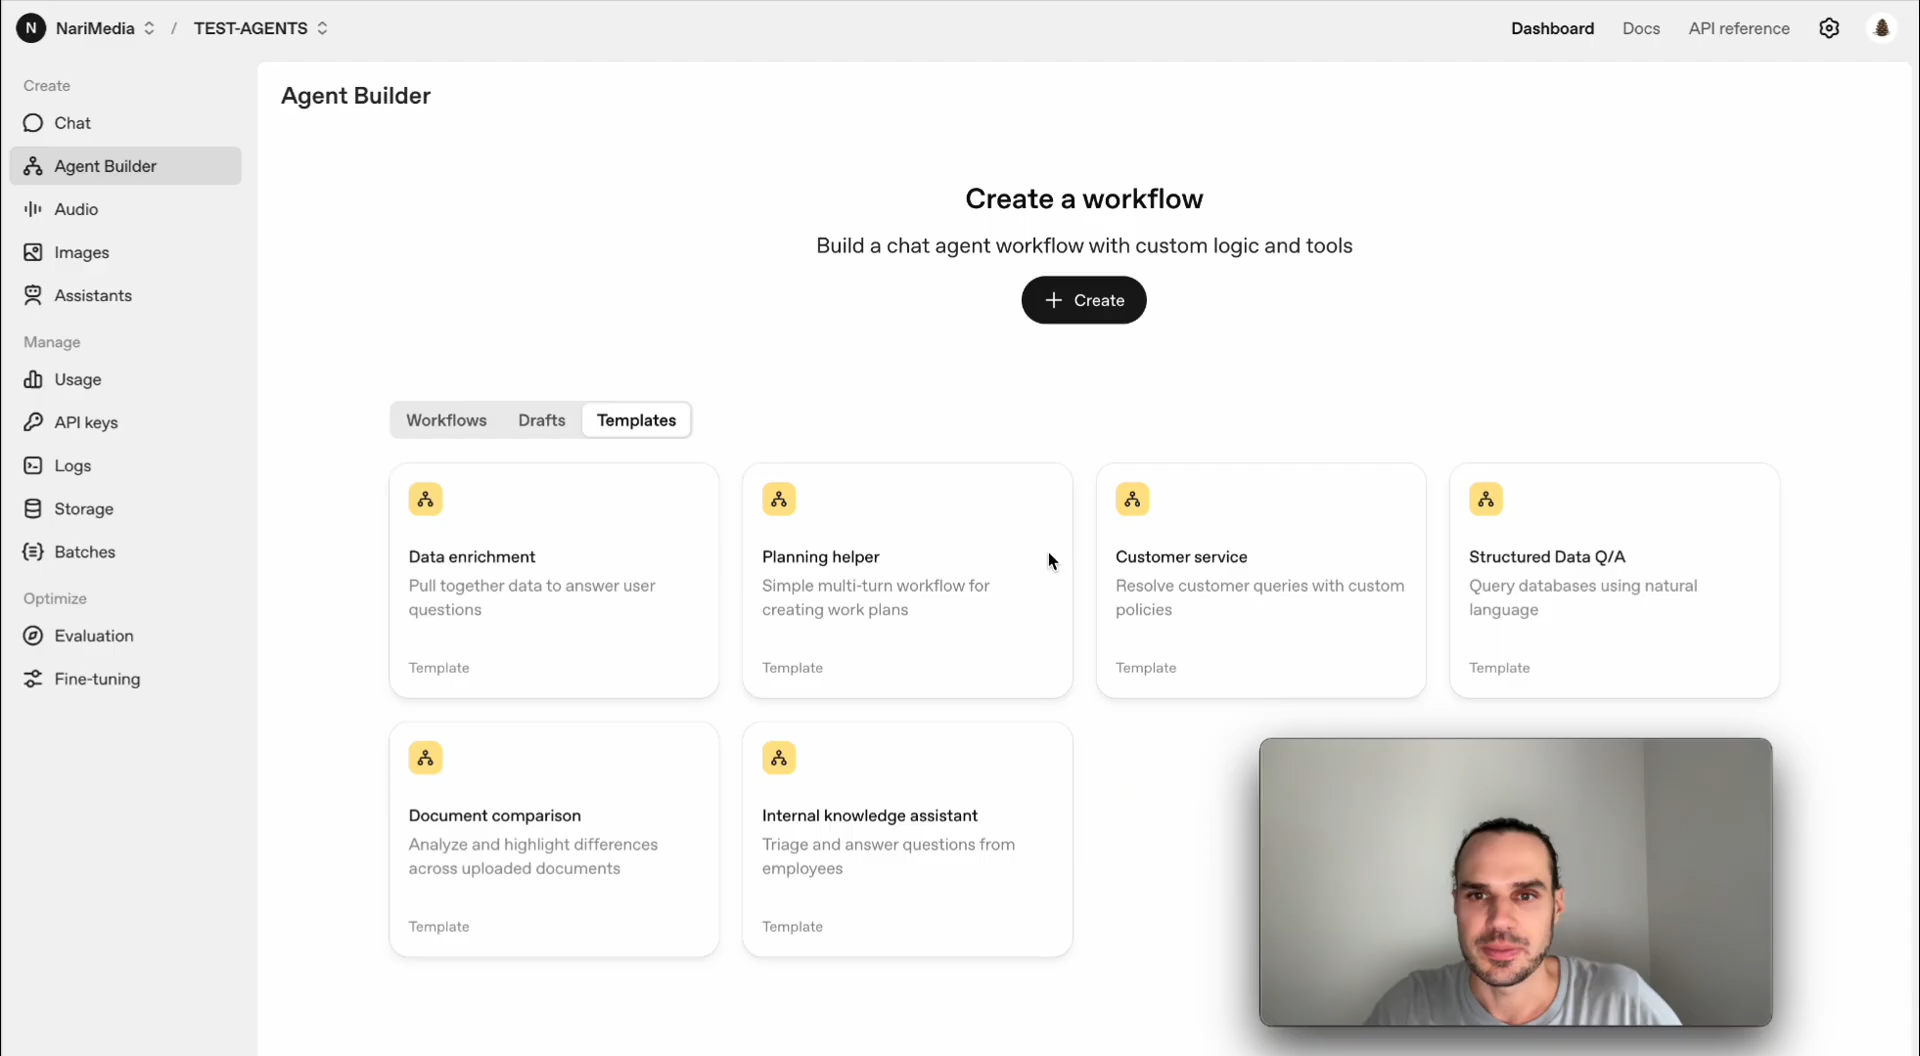 N NariMedia / TEST-AGENTS
Dashboard Docs API reference
Create
Chat
Agent Builder
Audio
Images
Assistants
Manage
Usage
API keys
Logs
Storage
Batches
Optimize
Evaluation
Fine-tuning
Agent Builder
Create a workflow
Build a chat agent workflow with custom logic and tools
+ Create
Workflows Drafts Templates
Data enrichment
Pull together data to answer user
questions
Template
Planning helper
Simple multi-turn workflow for
creating work plans
Template
Customer service
Resolve customer queries with custom
policies
Template
Structured Data Q/A
Query databases using natural
language
Template
Document comparison
Analyze and highlight differences
across uploaded documents
Template
Internal knowledge assistant
Triage and answer questions from
employees
Template